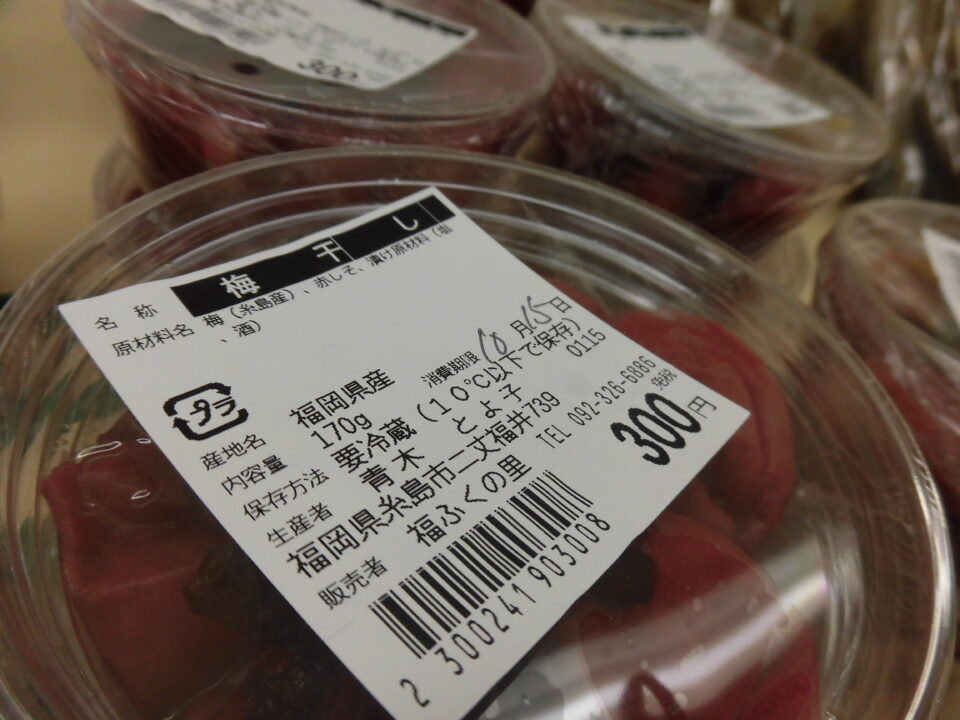 名 称 梅 干 し
原材料名 梅（糸島産）、赤しそ、漬け原材料（塩
、酒）
プラ
消費期限 10月15日
産地名 福岡県産
内容量 170g
保存方法 要冷蔵（10℃以下で保存）
生産者 青木 とよ子 0115
福岡県糸島市二丈福井739
TEL 092-326-6886
販売者 福ふくの里
免税
300円
2300241903008
300